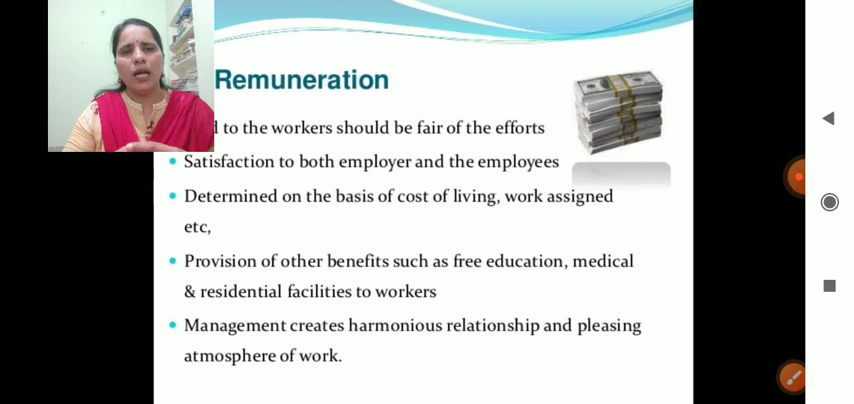 Remuneration
to the workers should be fair of the efforts
Satisfaction to both employer and the employees
Determined on the basis of cost of living, work assigned
etc,
Provision of other benefits such as free education, medical
& residential facilities to workers
Management creates harmonious relationship and pleasing
atmosphere of work.